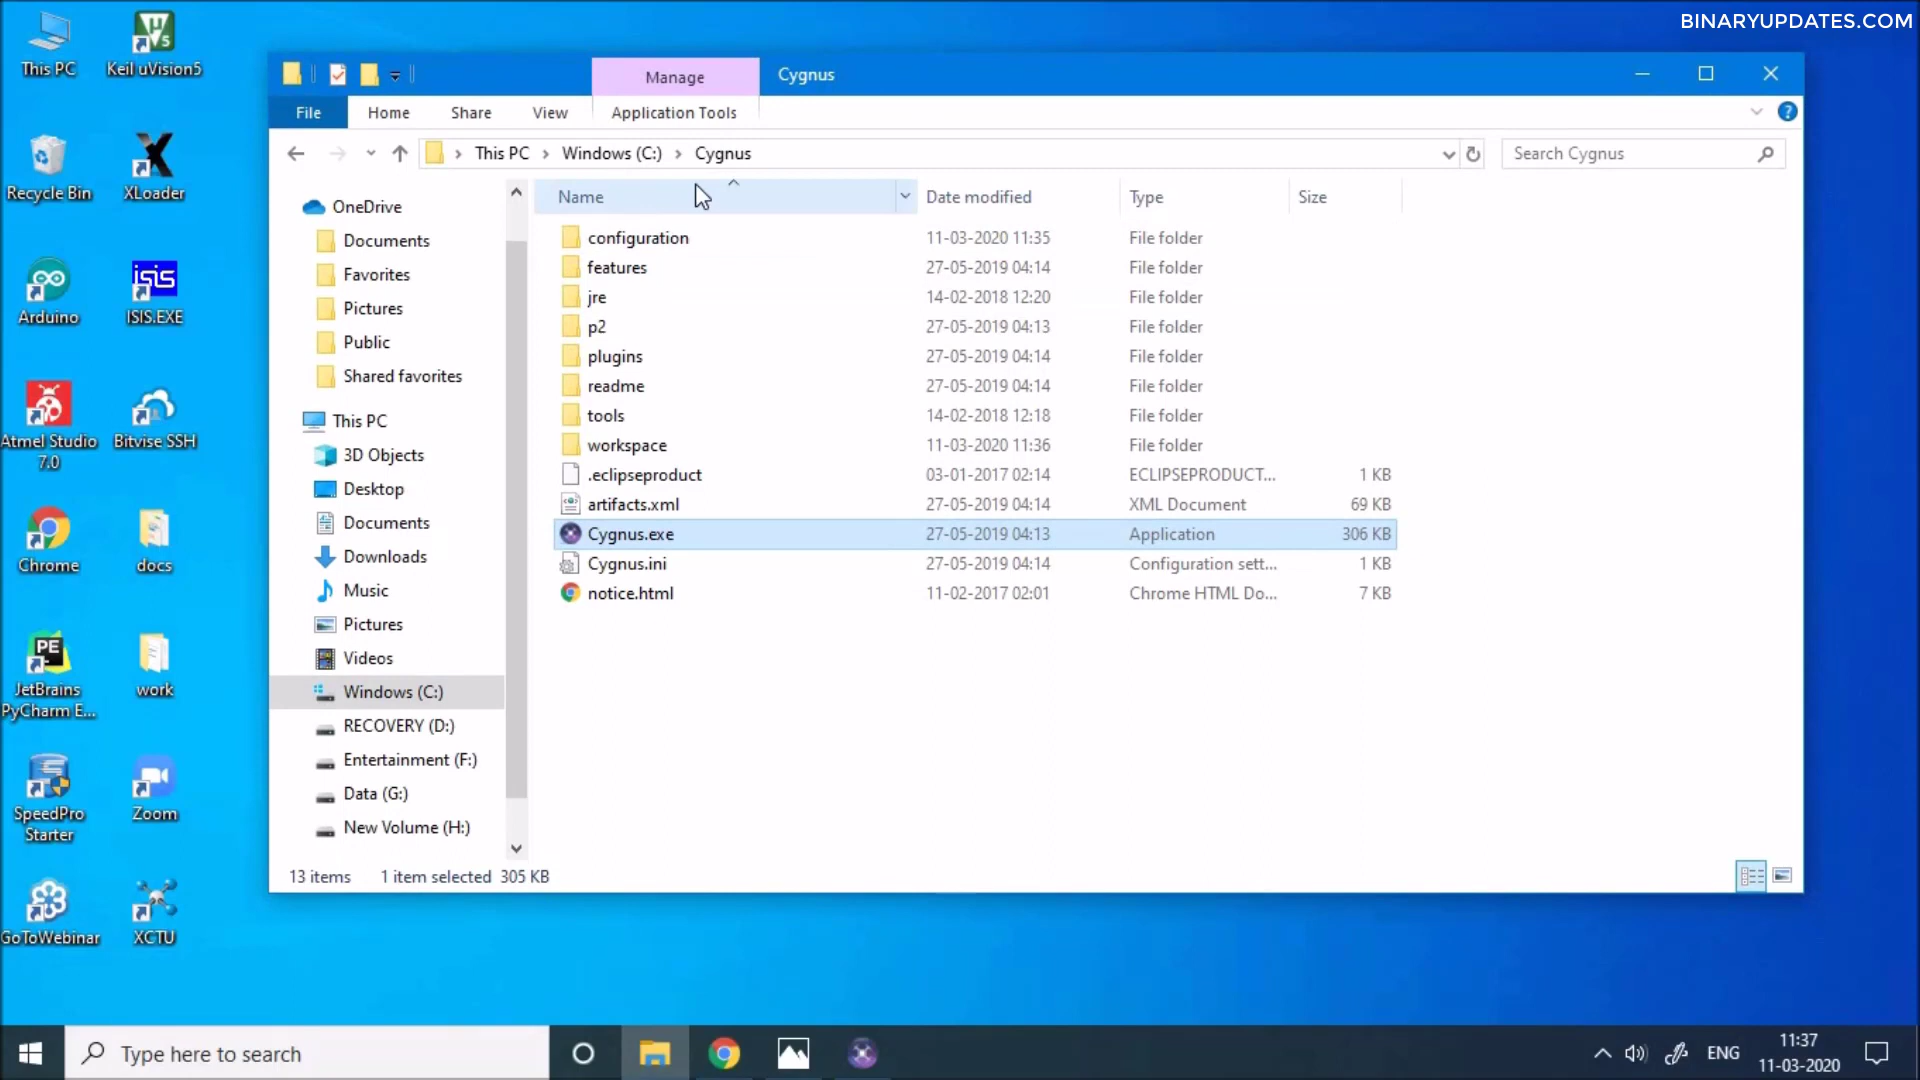 BINARYUPDATES.COM
This PC
Keil uVision5
Recycle Bin
XLoader
Arduino
ISIS.EXE
Atmel Studio
7.0
Bitvise SSH
Chrome
docs
JetBrains
PyCharm E...
work
SpeedPro
Starter
Zoom
GoToWebinar
XCTU
Manage
Cygnus
File
Home
Share
View
Application Tools
This PC
Windows (C:)
Cygnus
Search Cygnus
OneDrive
Documents
Favorites
Pictures
Public
Shared favorites
This PC
3D Objects
Desktop
Documents
Downloads
Music
Pictures
Videos
Windows (C:)
RECOVERY (D:)
Entertainment (F:)
Data (G:)
New Volume (H:)
Name Date modified Type Size
configuration 11-03-2020 11:35 File folder
features 27-05-2019 04:14 File folder
jre 14-02-2018 12:20 File folder
p2 27-05-2019 04:13 File folder
plugins 27-05-2019 04:14 File folder
readme 27-05-2019 04:14 File folder
tools 14-02-2018 12:18 File folder
workspace 11-03-2020 11:36 File folder
.eclipseproduct 03-01-2017 02:14 ECLIPSEPRODUCT... 1 KB
artifacts.xml 27-05-2019 04:14 XML Document 69 KB
Cygnus.exe 27-05-2019 04:13 Application 306 KB
Cygnus.ini 27-05-2019 04:14 Configuration sett... 1 KB
notice.html 11-02-2017 02:01 Chrome HTML Do... 7 KB
13 items 1 item selected 305 KB
Type here to search
ENG
11:37
11-03-2020